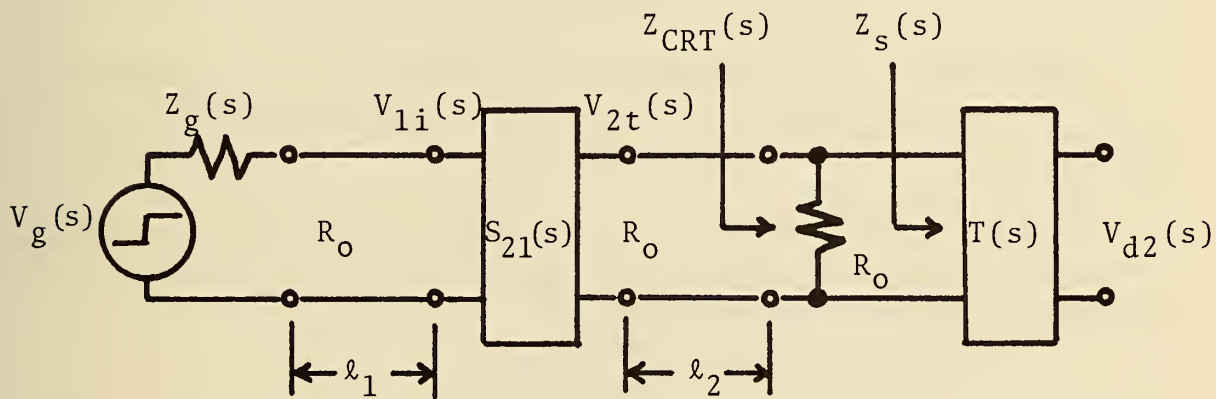 Z_CRT(s) Z_s(s)
Z_g(s) V_1i(s) V_2t(s)
V_g(s) R_o S_21(s) R_o R_o T(s) V_d2(s)
ℓ_1 ℓ_2